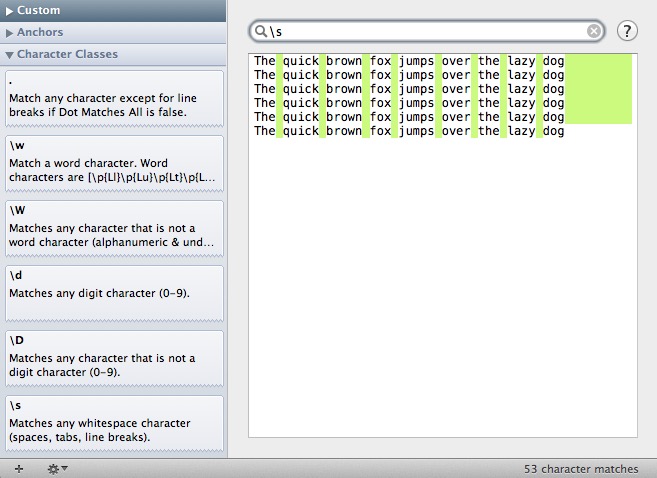 Custom
Anchors
Character Classes
.
Match any character except for line
breaks if Dot Matches All is false.
\w
Match a word character. Word
characters are [\p{Ll}\p{Lu}\p{Lt}\p{L...
\W
Matches any character that is not a
word character (alphanumeric & und...
\d
Matches any digit character (0-9).
\D
Matches any character that is not a
digit character (0-9).
\s
Matches any whitespace character
(spaces, tabs, line breaks).
\s
?
The quick brown fox jumps over the lazy dog
The quick brown fox jumps over the lazy dog
The quick brown fox jumps over the lazy dog
The quick brown fox jumps over the lazy dog
The quick brown fox jumps over the lazy dog
The quick brown fox jumps over the lazy dog
53 character matches